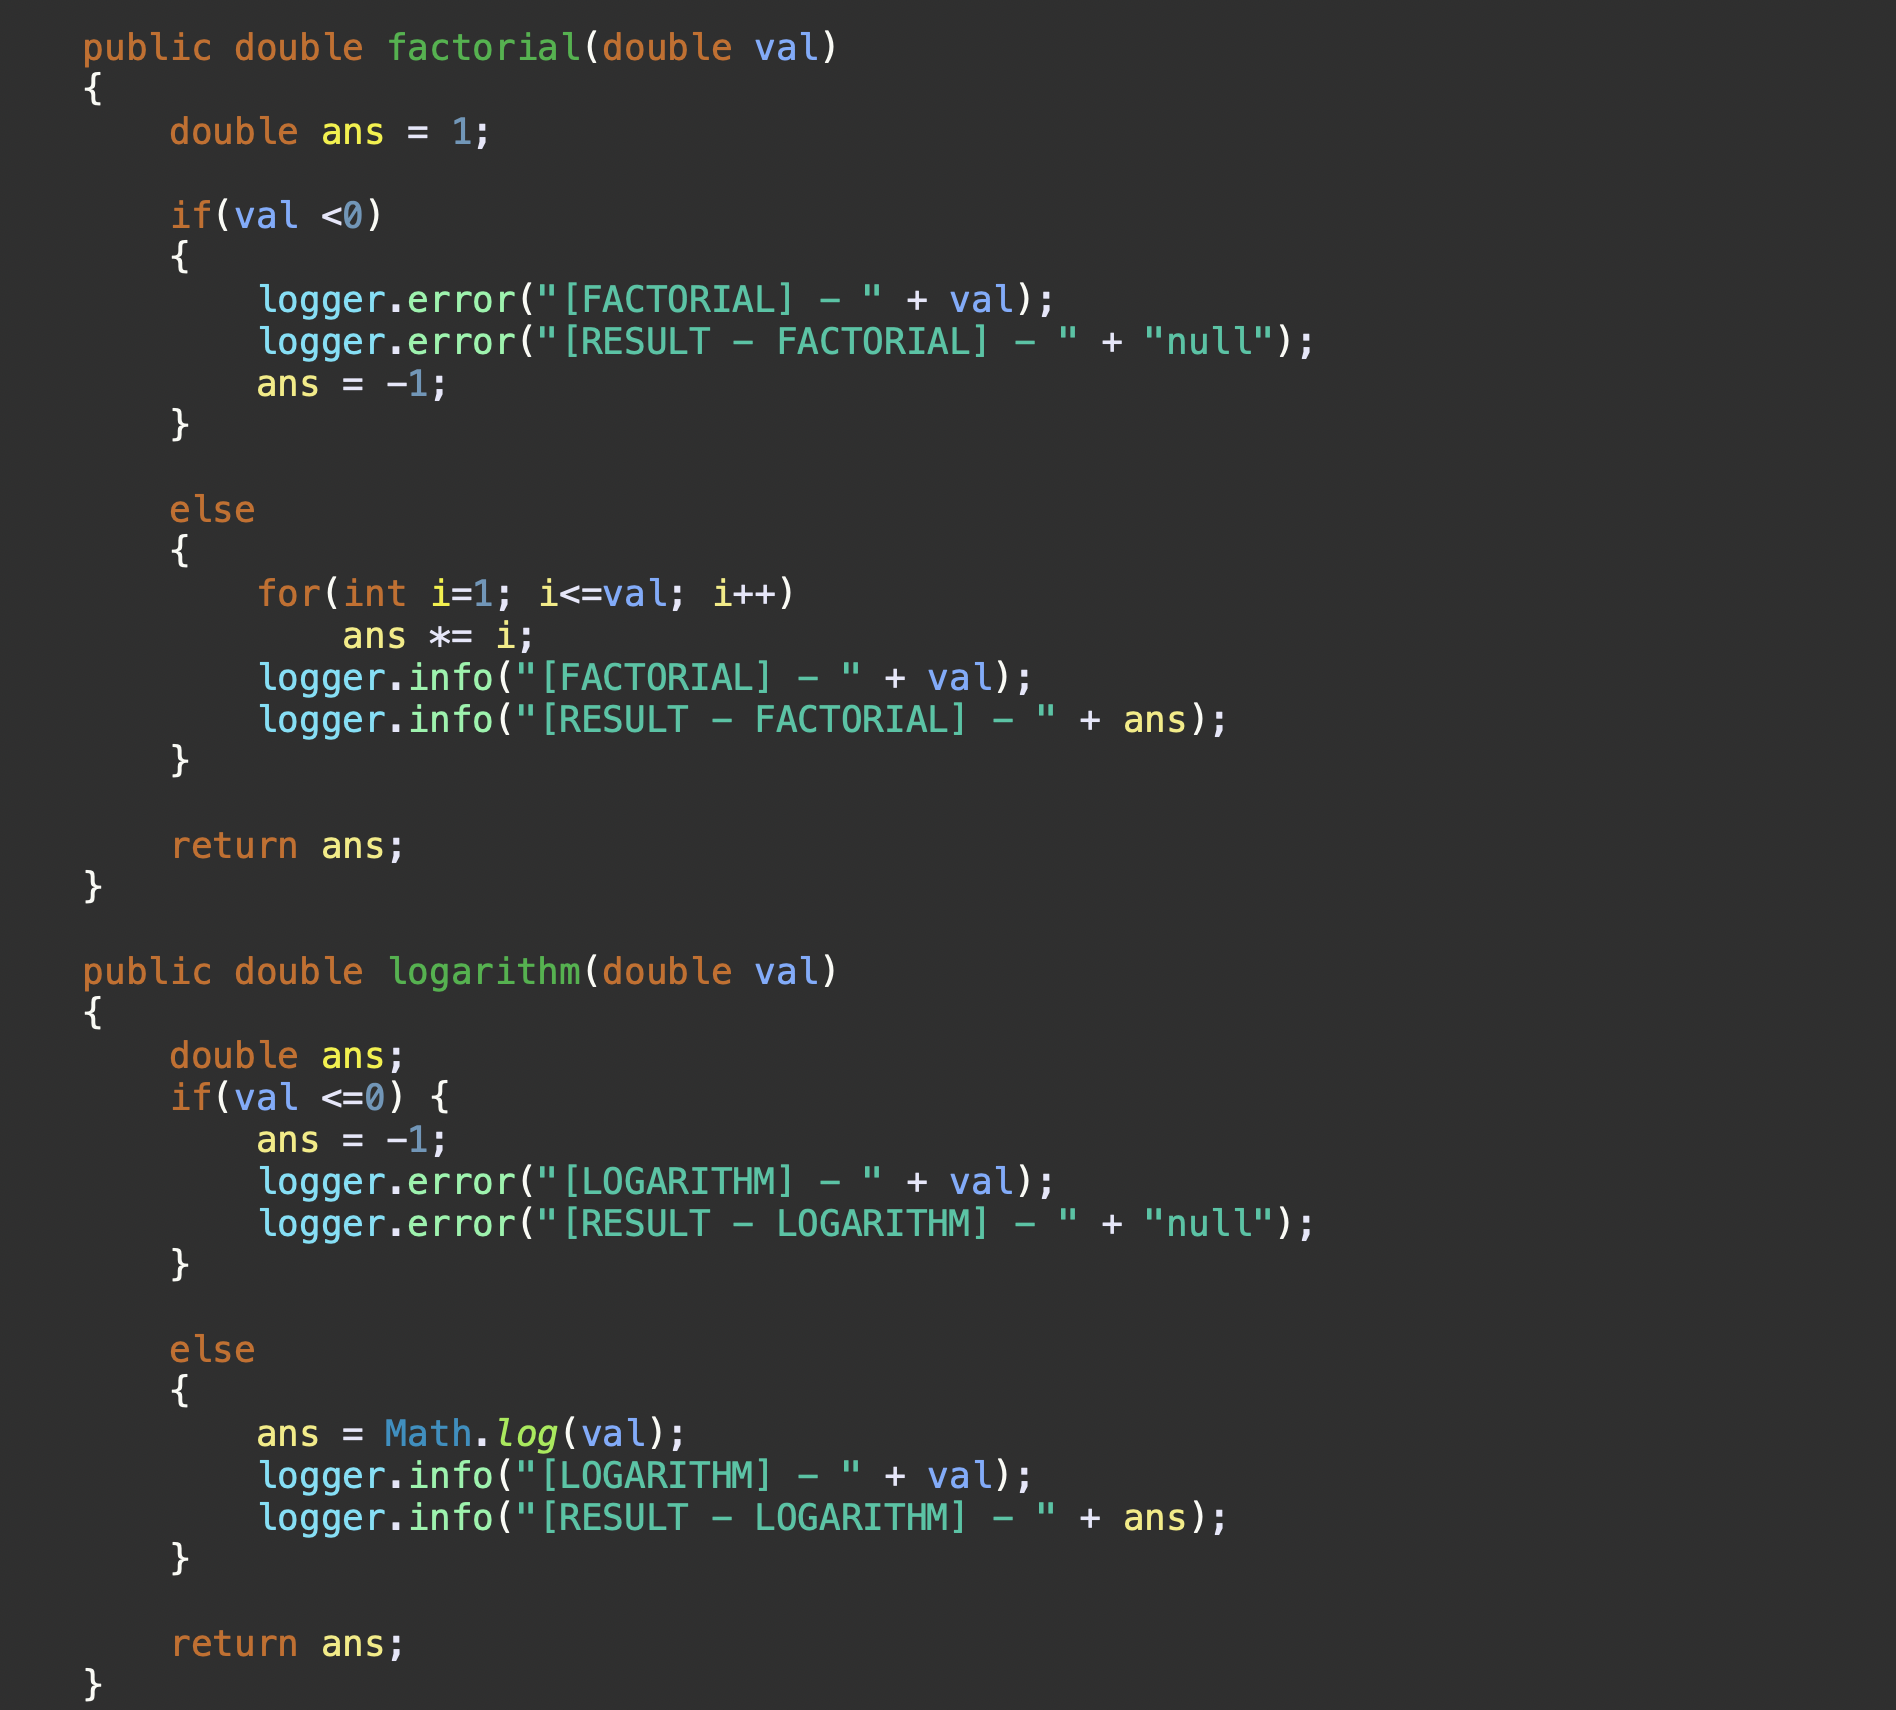 public double factorial(double val)
{
    double ans = 1;

    if(val <0)
    {
        logger.error("[FACTORIAL] - " + val);
        logger.error("[RESULT - FACTORIAL] - " + "null");
        ans = -1;
    }

    else
    {
        for(int i=1; i<=val; i++)
            ans *= i;
        logger.info("[FACTORIAL] - " + val);
        logger.info("[RESULT - FACTORIAL] - " + ans);
    }

    return ans;
}

public double logarithm(double val)
{
    double ans;
    if(val <=0) {
        ans = -1;
        logger.error("[LOGARITHM] - " + val);
        logger.error("[RESULT - LOGARITHM] - " + "null");
    }

    else
    {
        ans = Math.log(val);
        logger.info("[LOGARITHM] - " + val);
        logger.info("[RESULT - LOGARITHM] - " + ans);
    }

    return ans;
}